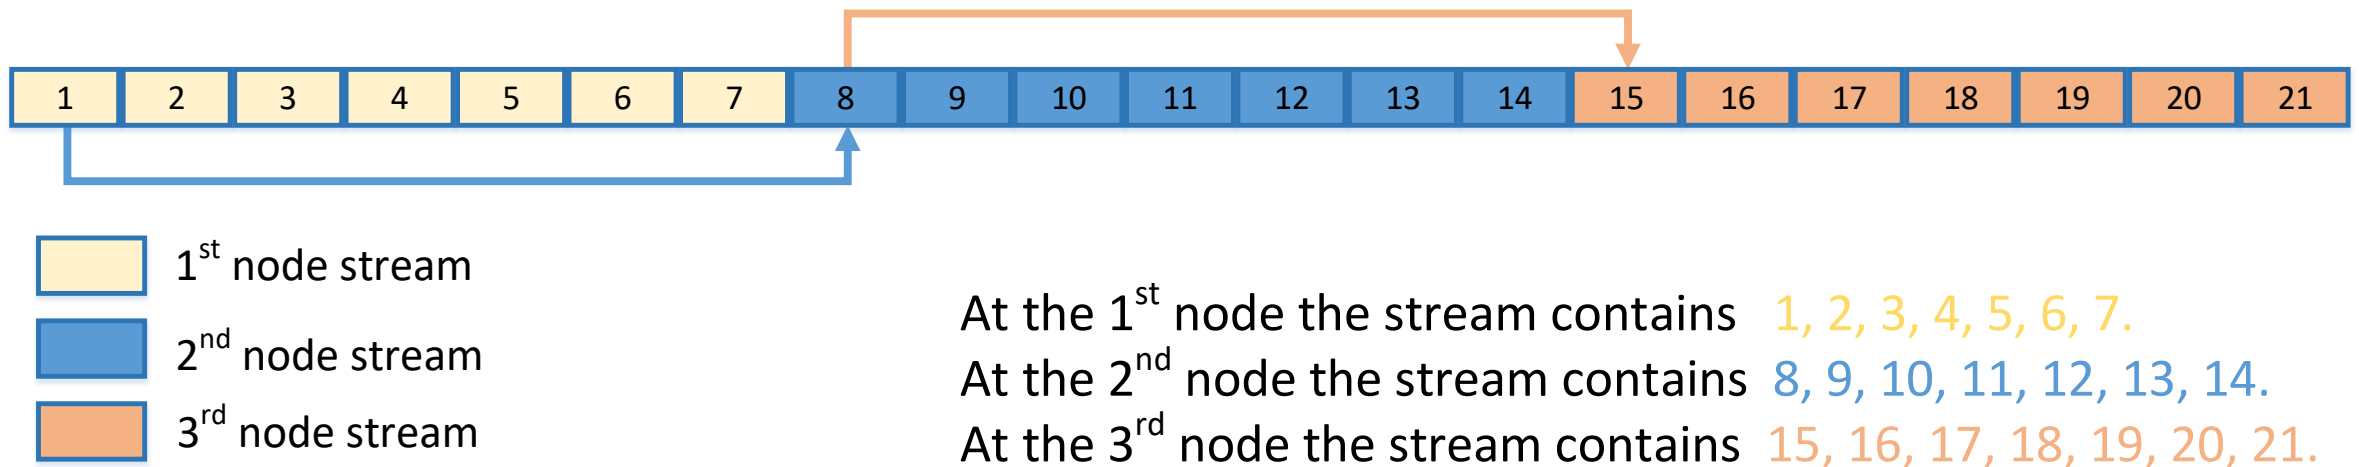 1 2 3 4 5 6 7 8 9 10 11 12 13 14 15 16 17 18 19 20 21
1st node stream
2nd node stream
3rd node stream
At the 1st node the stream contains 1, 2, 3, 4, 5, 6, 7.
At the 2nd node the stream contains 8, 9, 10, 11, 12, 13, 14.
At the 3rd node the stream contains 15, 16, 17, 18, 19, 20, 21.